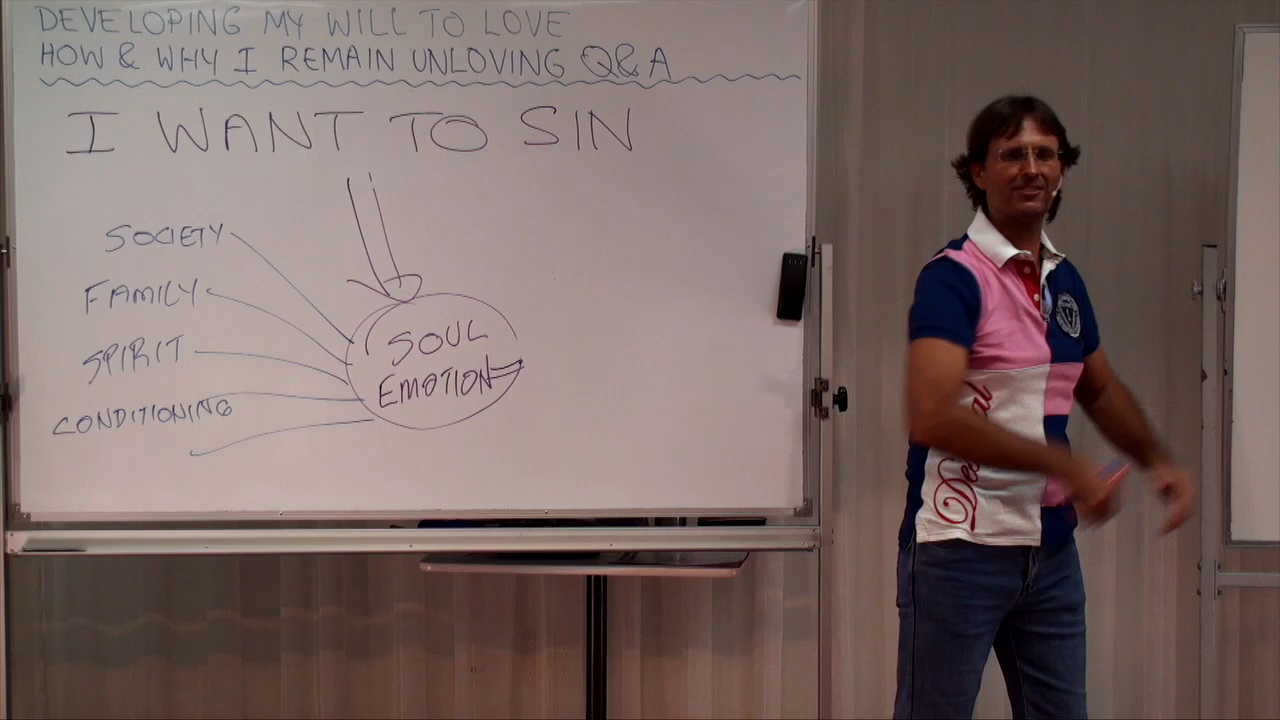 DEVELOPING MY WILL TO LOVE
HOW & WHY I REMAIN UNLOVING Q&A
I WANT TO SIN
SOCIETY
FAMILY
SPIRIT
CONDITIONING
SOUL
EMOTION